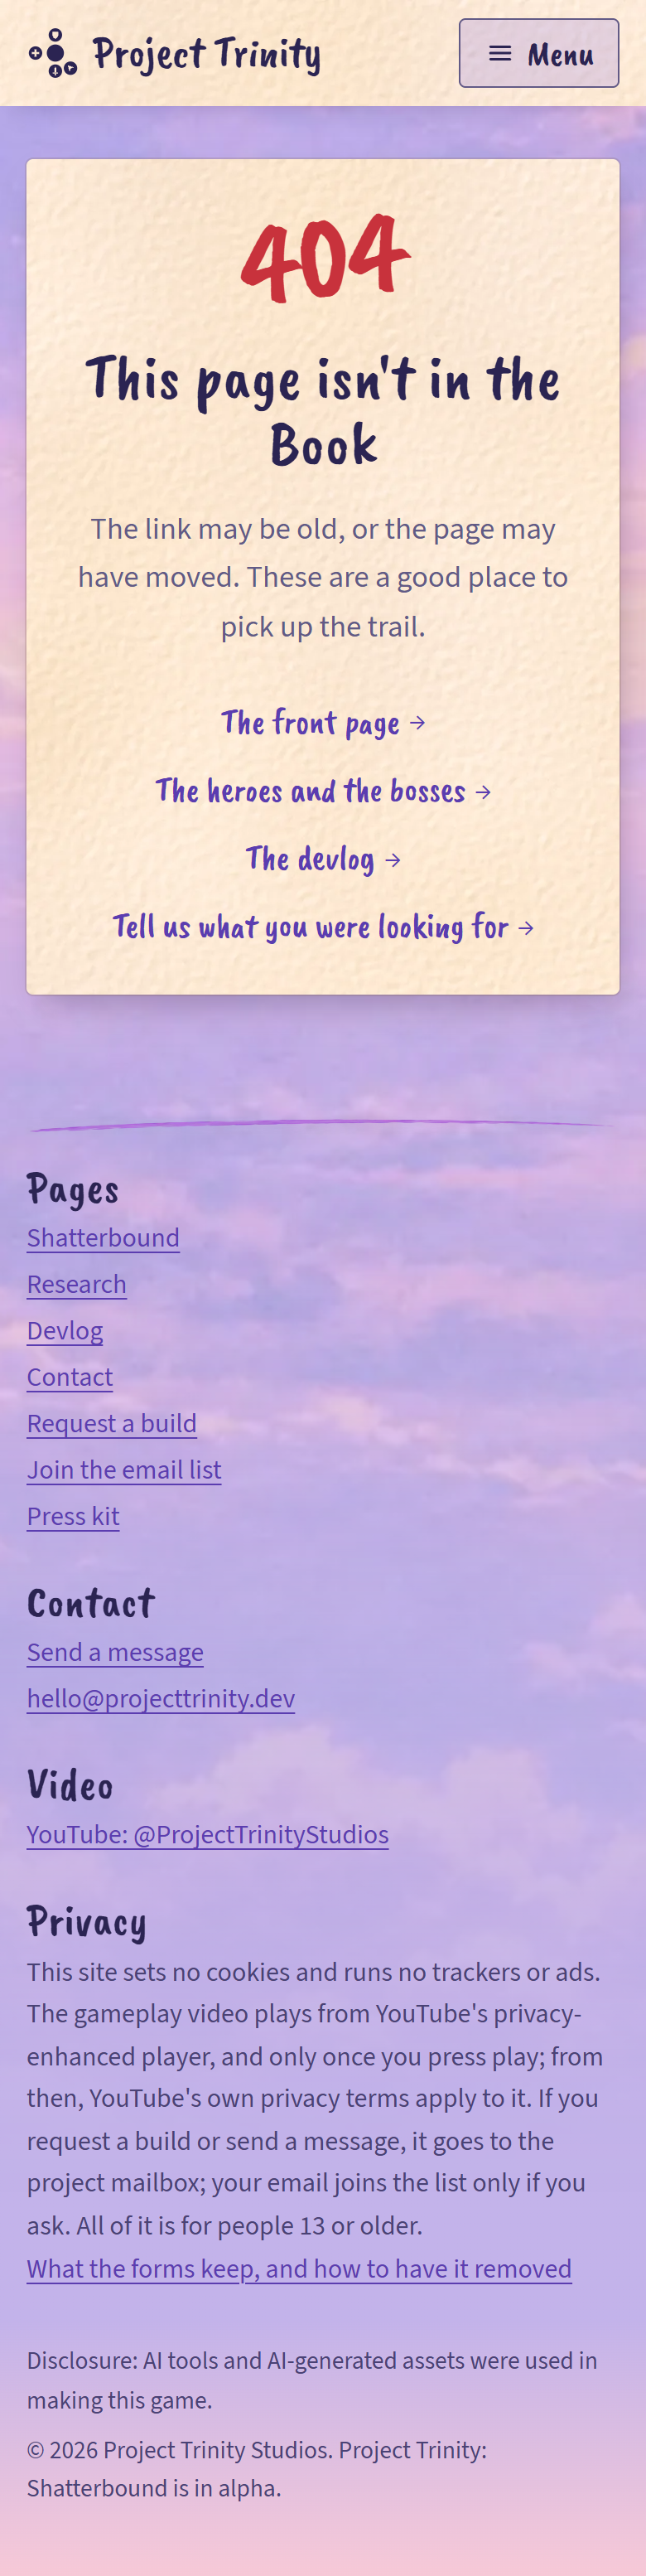 Project Trinity
Menu
404
This page isn't in the
Book
The link may be old, or the page may
have moved. These are a good place to
pick up the trail.
The front page →
The heroes and the bosses →
The devlog →
Tell us what you were looking for →
Pages
Shatterbound
Research
Devlog
Contact
Request a build
Join the email list
Press kit
Contact
Send a message
hello@projecttrinity.dev
Video
YouTube: @ProjectTrinityStudios
Privacy
This site sets no cookies and runs no trackers or ads.
The gameplay video plays from YouTube's privacy-
enhanced player, and only once you press play; from
then, YouTube's own privacy terms apply to it. If you
request a build or send a message, it goes to the
project mailbox; your email joins the list only if you
ask. All of it is for people 13 or older.
What the forms keep, and how to have it removed
Disclosure: AI tools and AI-generated assets were used in
making this game.
© 2026 Project Trinity Studios. Project Trinity:
Shatterbound is in alpha.